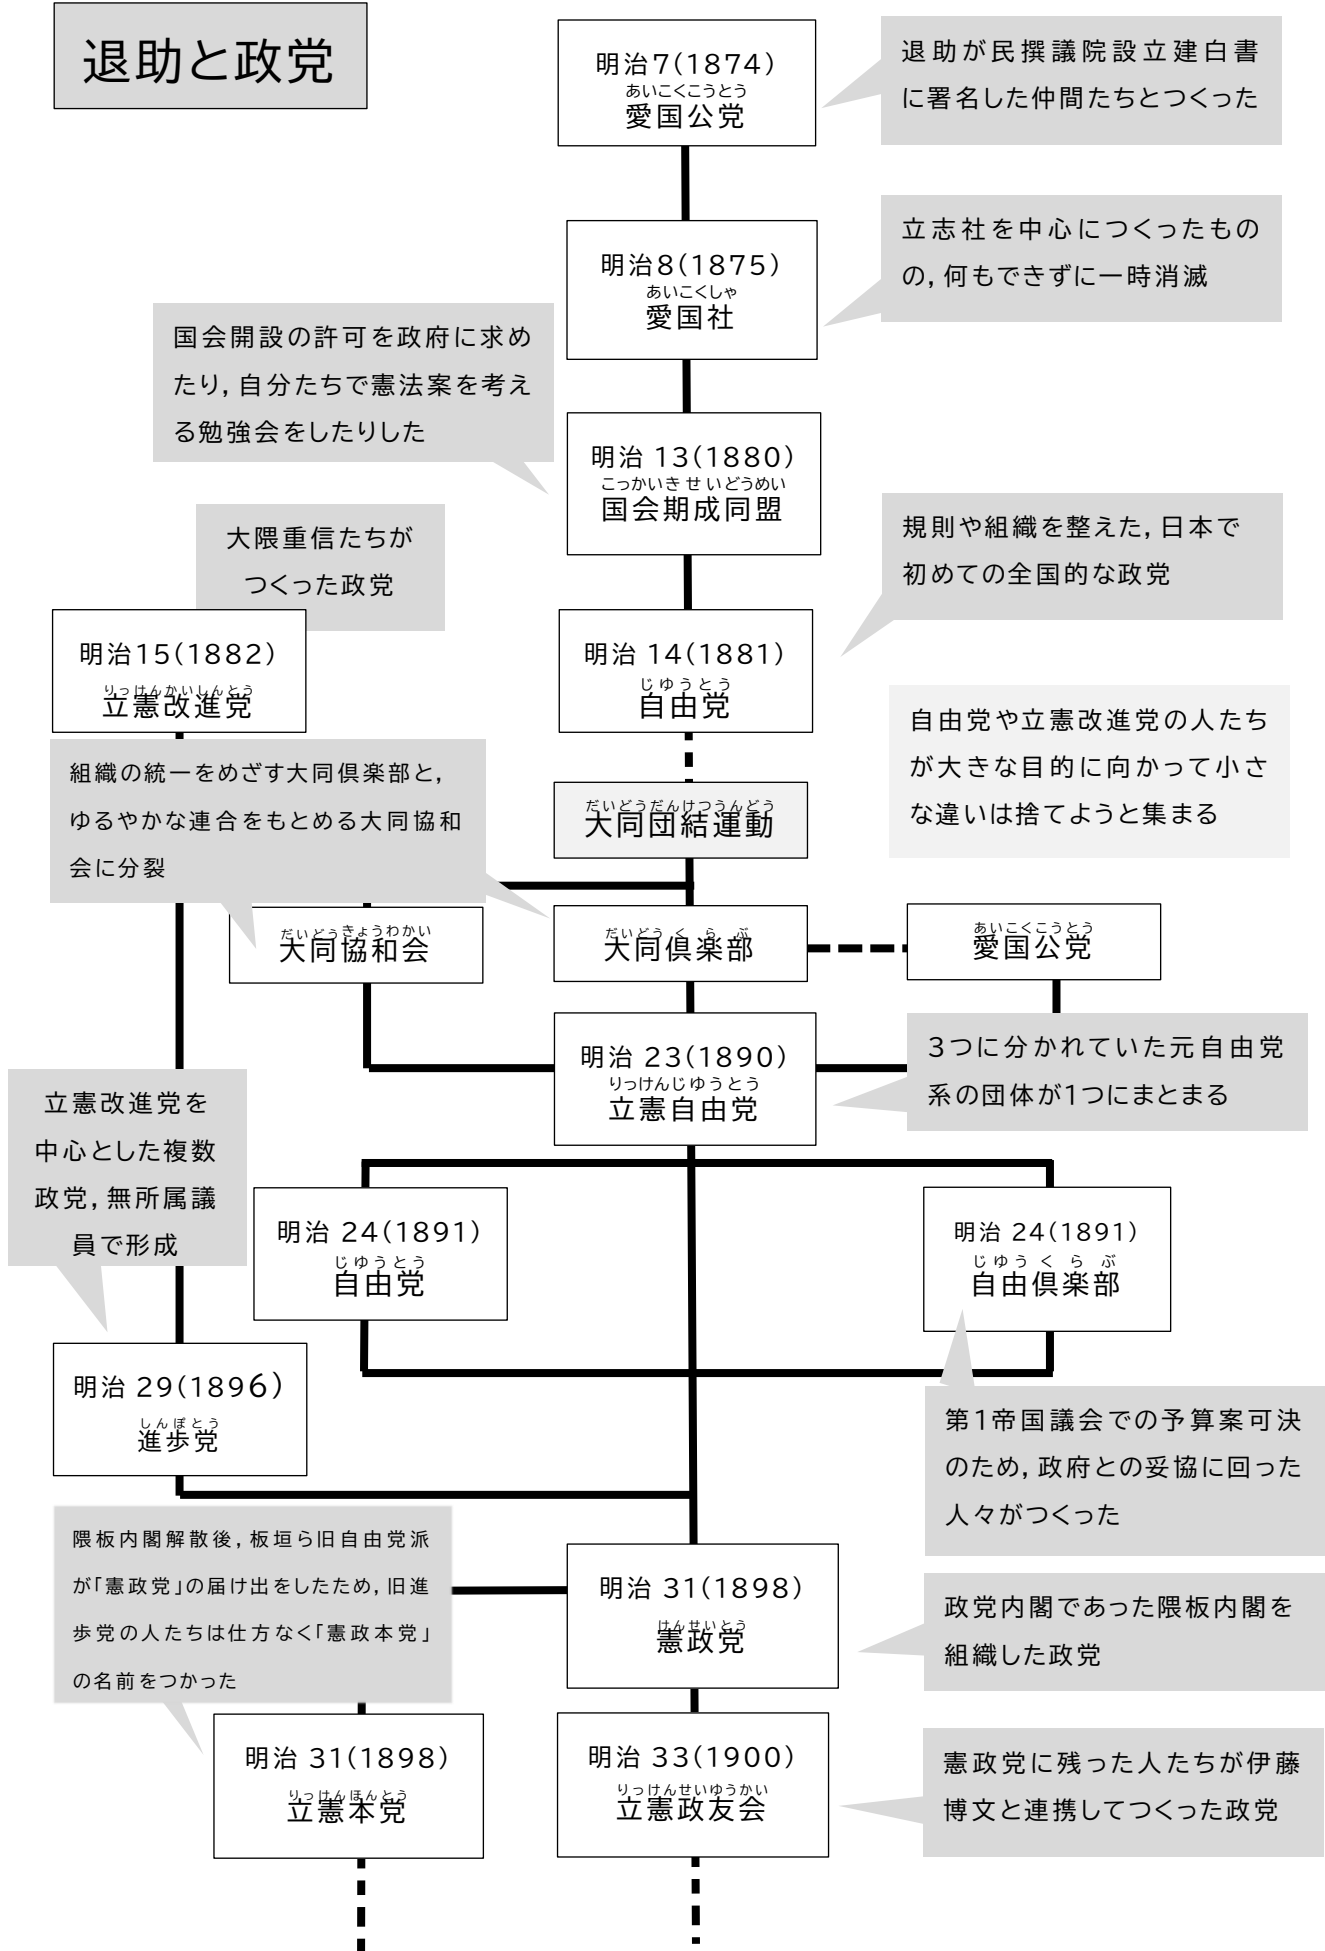 退助と政党
明治7(1874)
あいこくこうとう
愛国公党
退助が民撰議院設立建白書
に署名した仲間たちとつくった
明治8(1875)
あいこくしゃ
愛国社
立志社を中心につくったもの
の,何もできずに一時消滅
国会開設の許可を政府に求め
たり,自分たちで憲法案を考え
る勉強会をしたりした
明治 13(1880)
こっかいきせいどうめい
国会期成同盟
大隈重信たちが
つくった政党
明治15(1882)
りっけんかいしんとう
立憲改進党
明治 14(1881)
じゆうとう
自由党
規則や組織を整えた,日本で
初めての全国的な政党
自由党や立憲改進党の人たち
が大きな目的に向かって小さ
な違いは捨てようと集まる
組織の統一をめざす大同倶楽部と,
ゆるやかな連合をもとめる大同協和
会に分裂
だいどうだんけつうんどう
大同団結運動
だいどうきょうわかい
大同協和会
だいどうくらぶ
大同倶楽部
あいこくこうとう
愛国公党
明治 23(1890)
りっけんじゆうとう
立憲自由党
3つに分かれていた元自由党
系の団体が1つにまとまる
立憲改進党を
中心とした複数
政党,無所属議
員で形成
明治 24(1891)
じゆうとう
自由党
明治 24(1891)
じゆうくらぶ
自由倶楽部
明治 29(1896)
しんぽとう
進歩党
第1帝国議会での予算案可決
のため,政府との妥協に回った
人々がつくった
隈板内閣解散後,板垣ら旧自由党派
が「憲政党」の届け出をしたため,旧進
歩党の人たちは仕方なく「憲政本党」
の名前をつかった
明治 31(1898)
けんせいとう
憲政党
政党内閣であった隈板内閣を
組織した政党
明治 31(1898)
りっけんほんとう
立憲本党
明治 33(1900)
りっけんせいゆうかい
立憲政友会
憲政党に残った人たちが伊藤
博文と連携してつくった政党